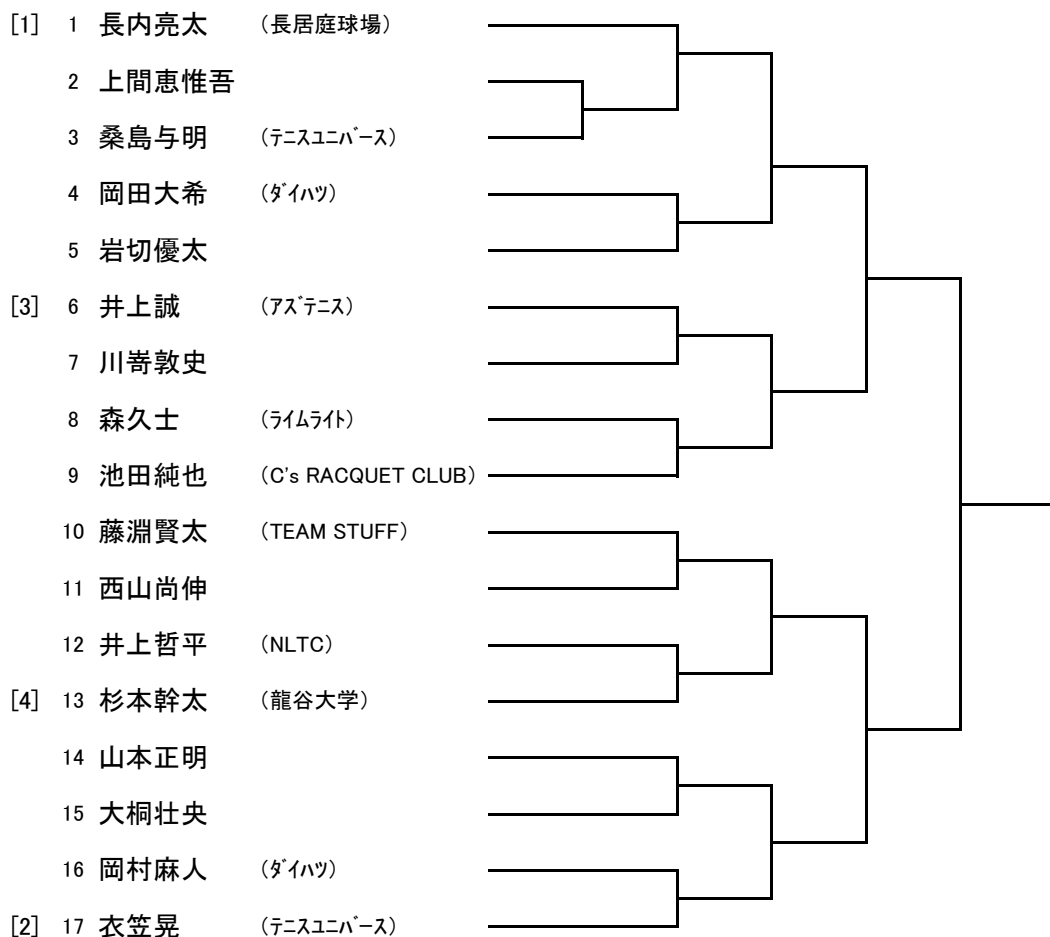 [1] 1 長内亮太 (長居庭球場)
2 上間恵惟吾
3 桑島与明 (ﾃﾆｽﾕﾆﾊﾞｰｽ)
4 岡田大希 (ﾀﾞｲﾊﾂ)
5 岩切優太
[3] 6 井上誠 (ｱｽﾞﾃﾆｽ)
7 川嵜敦史
8 森久士 (ﾗｲﾑﾗｲﾄ)
9 池田純也 (C's RACQUET CLUB)
10 藤淵賢太 (TEAM STUFF)
11 西山尚伸
12 井上哲平 (NLTC)
[4] 13 杉本幹太 (龍谷大学)
14 山本正明
15 大桐壮央
16 岡村麻人 (ﾀﾞｲﾊﾂ)
[2] 17 衣笠晃 (ﾃﾆｽﾕﾆﾊﾞｰｽ)